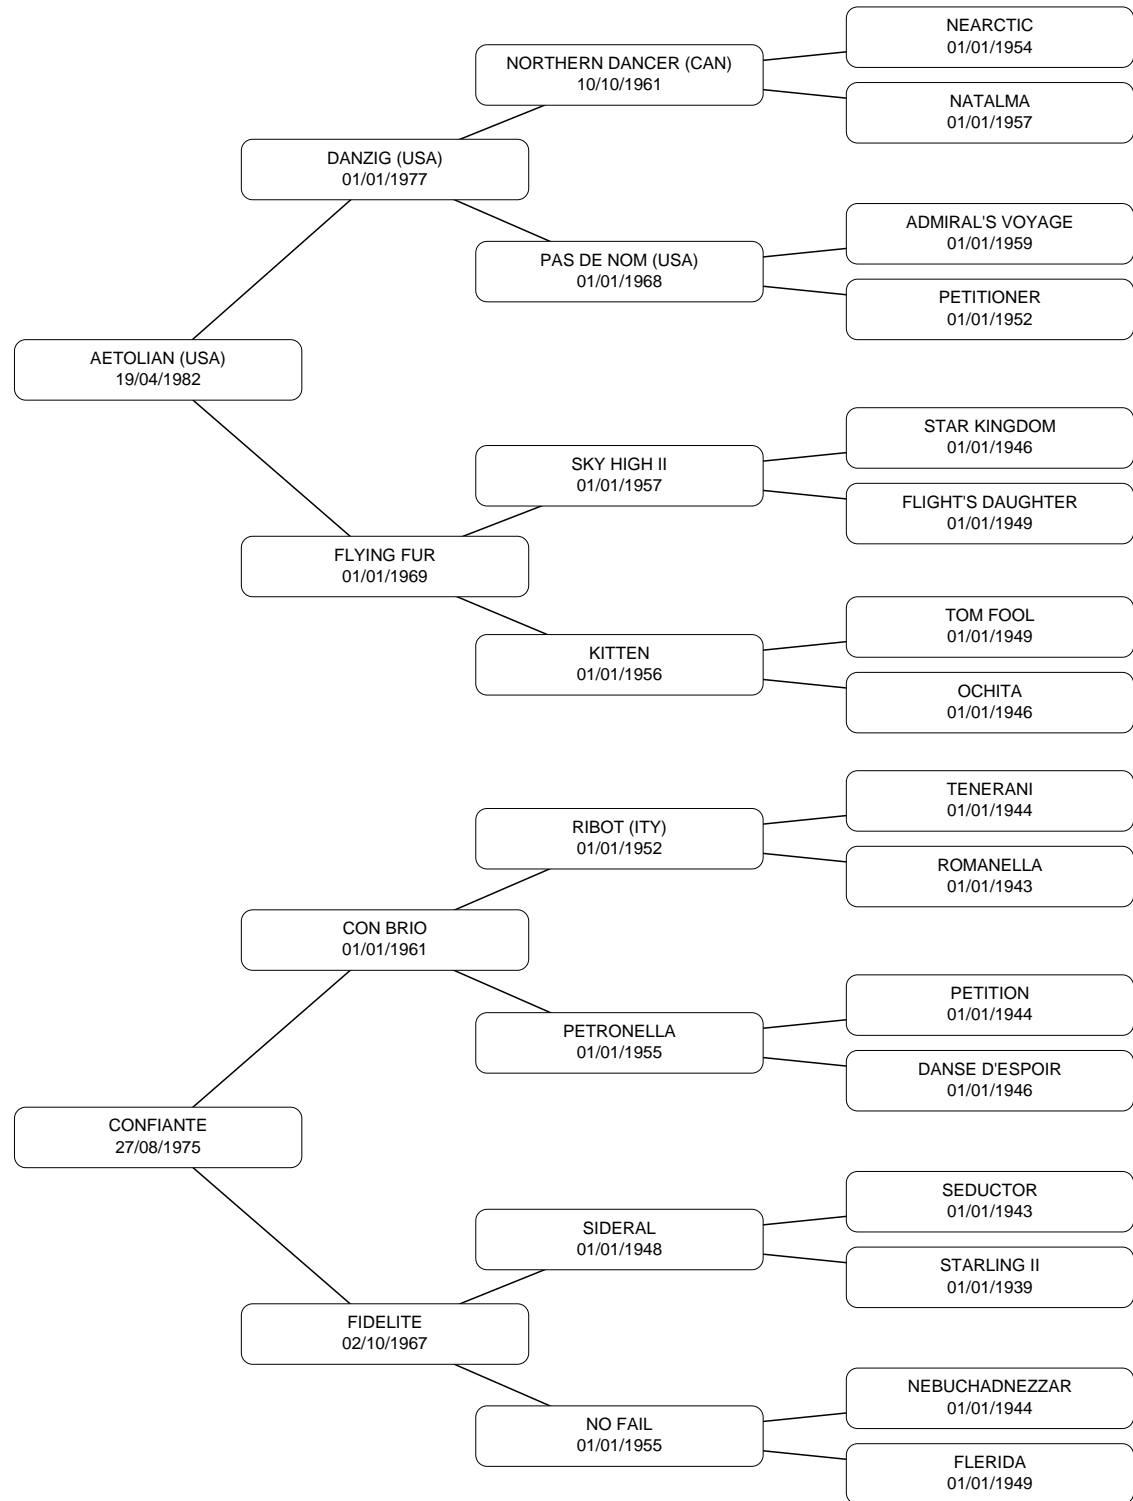 NEARCTIC
01/01/1954
NORTHERN DANCER (CAN)
10/10/1961
NATALMA
01/01/1957
DANZIG (USA)
01/01/1977
ADMIRAL'S VOYAGE
01/01/1959
PAS DE NOM (USA)
01/01/1968
PETITIONER
01/01/1952
AETOLIAN (USA)
19/04/1982
STAR KINGDOM
01/01/1946
SKY HIGH II
01/01/1957
FLIGHT'S DAUGHTER
01/01/1949
FLYING FUR
01/01/1969
TOM FOOL
01/01/1949
KITTEN
01/01/1956
OCHITA
01/01/1946
TENERANI
01/01/1944
RIBOT (ITY)
01/01/1952
ROMANELLA
01/01/1943
CON BRIO
01/01/1961
PETITION
01/01/1944
PETRONELLA
01/01/1955
DANSE D'ESPOIR
01/01/1946
CONFIANTE
27/08/1975
SEDUCTOR
01/01/1943
SIDERAL
01/01/1948
STARLING II
01/01/1939
FIDELITE
02/10/1967
NEBUCHADNEZZAR
01/01/1944
NO FAIL
01/01/1955
FLERIDA
01/01/1949